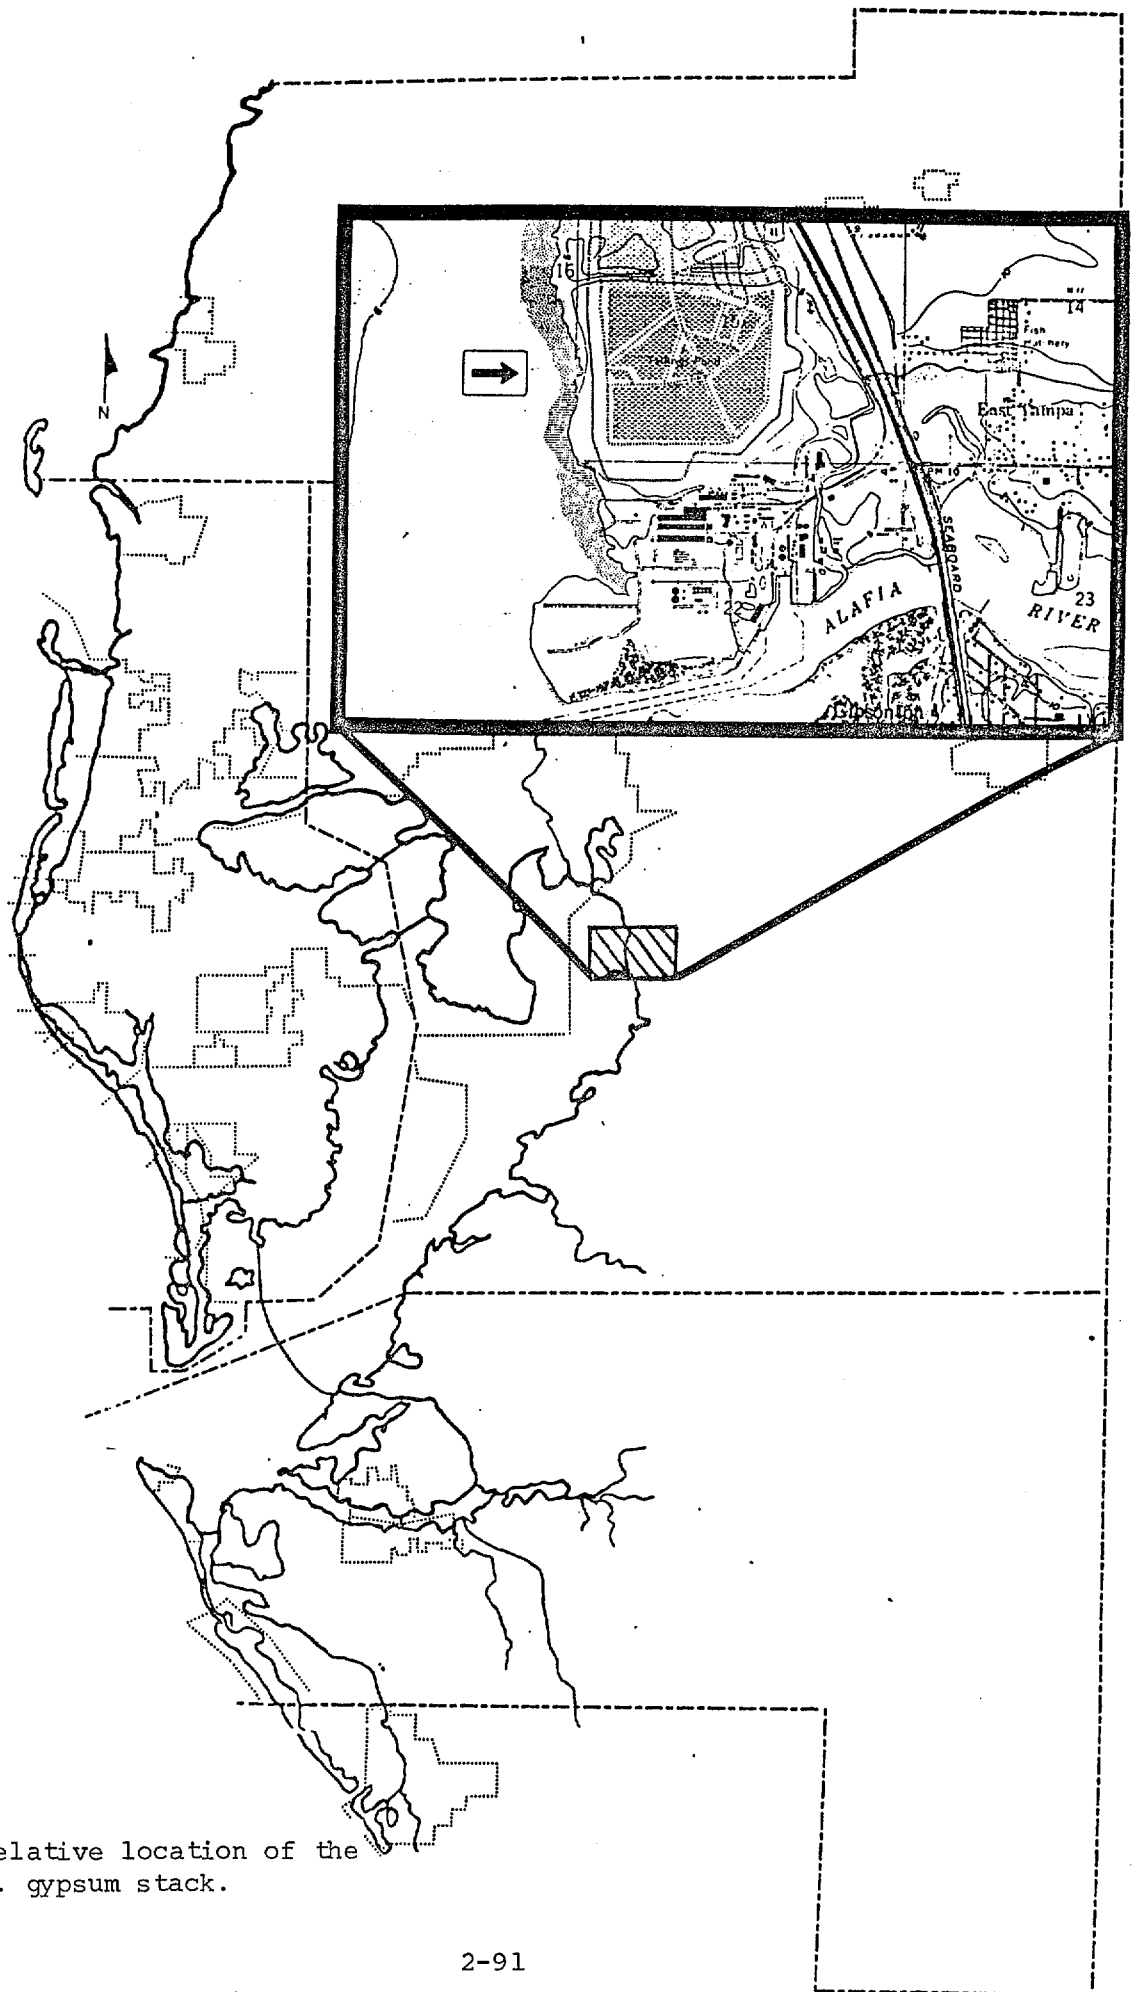 N
16
14
Fish
Hatchery
Tailings Pond
East Tampa
SEABOARD
ALAFIA
RIVER
22
23
Gibsonton
elative location of the
. gypsum stack.
2-91